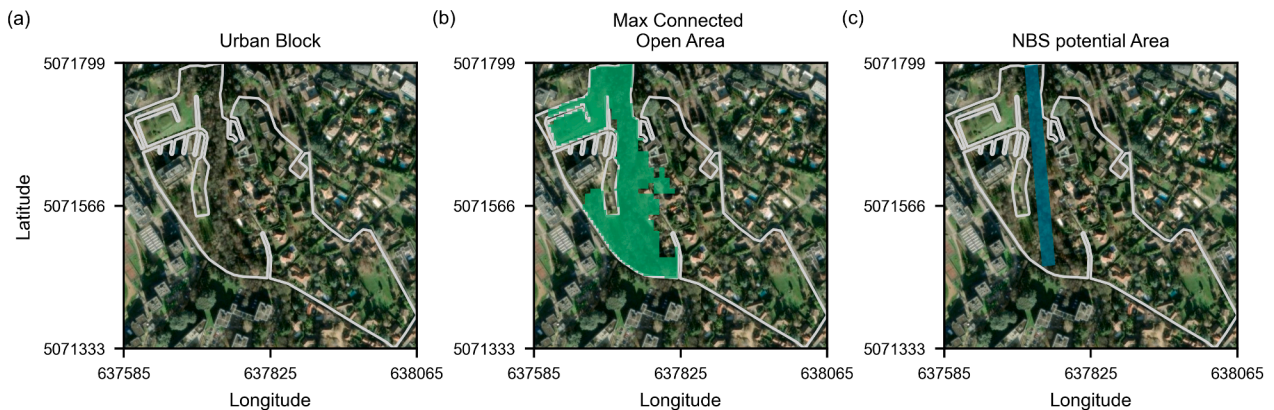 (a)
Urban Block
(b)
Max Connected
Open Area
(c)
NBS potential Area
Latitude
5071799
5071566
5071333
637585
637825
638065
Longitude
5071799
5071566
5071333
637585
637825
638065
Longitude
5071799
5071566
5071333
637585
637825
638065
Longitude